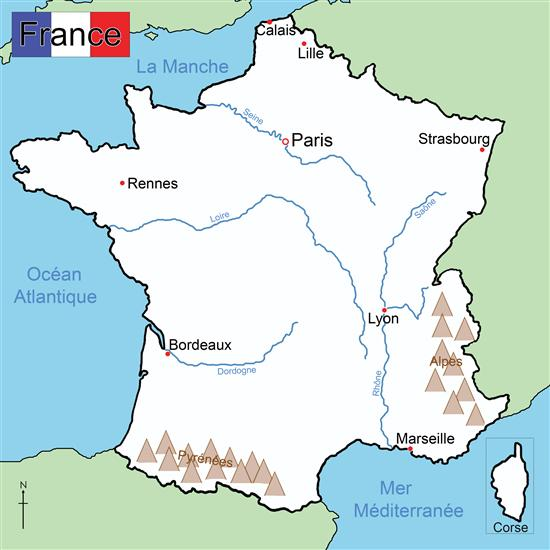 France
Calais
Lille
La Manche
Seine
Paris
Strasbourg
Rennes
Loire
Saône
Océan
Atlantique
Lyon
Bordeaux
Alpes
Dordogne
Rhône
Marseille
Pyrénées
Mer
Méditerranée
N
Corse